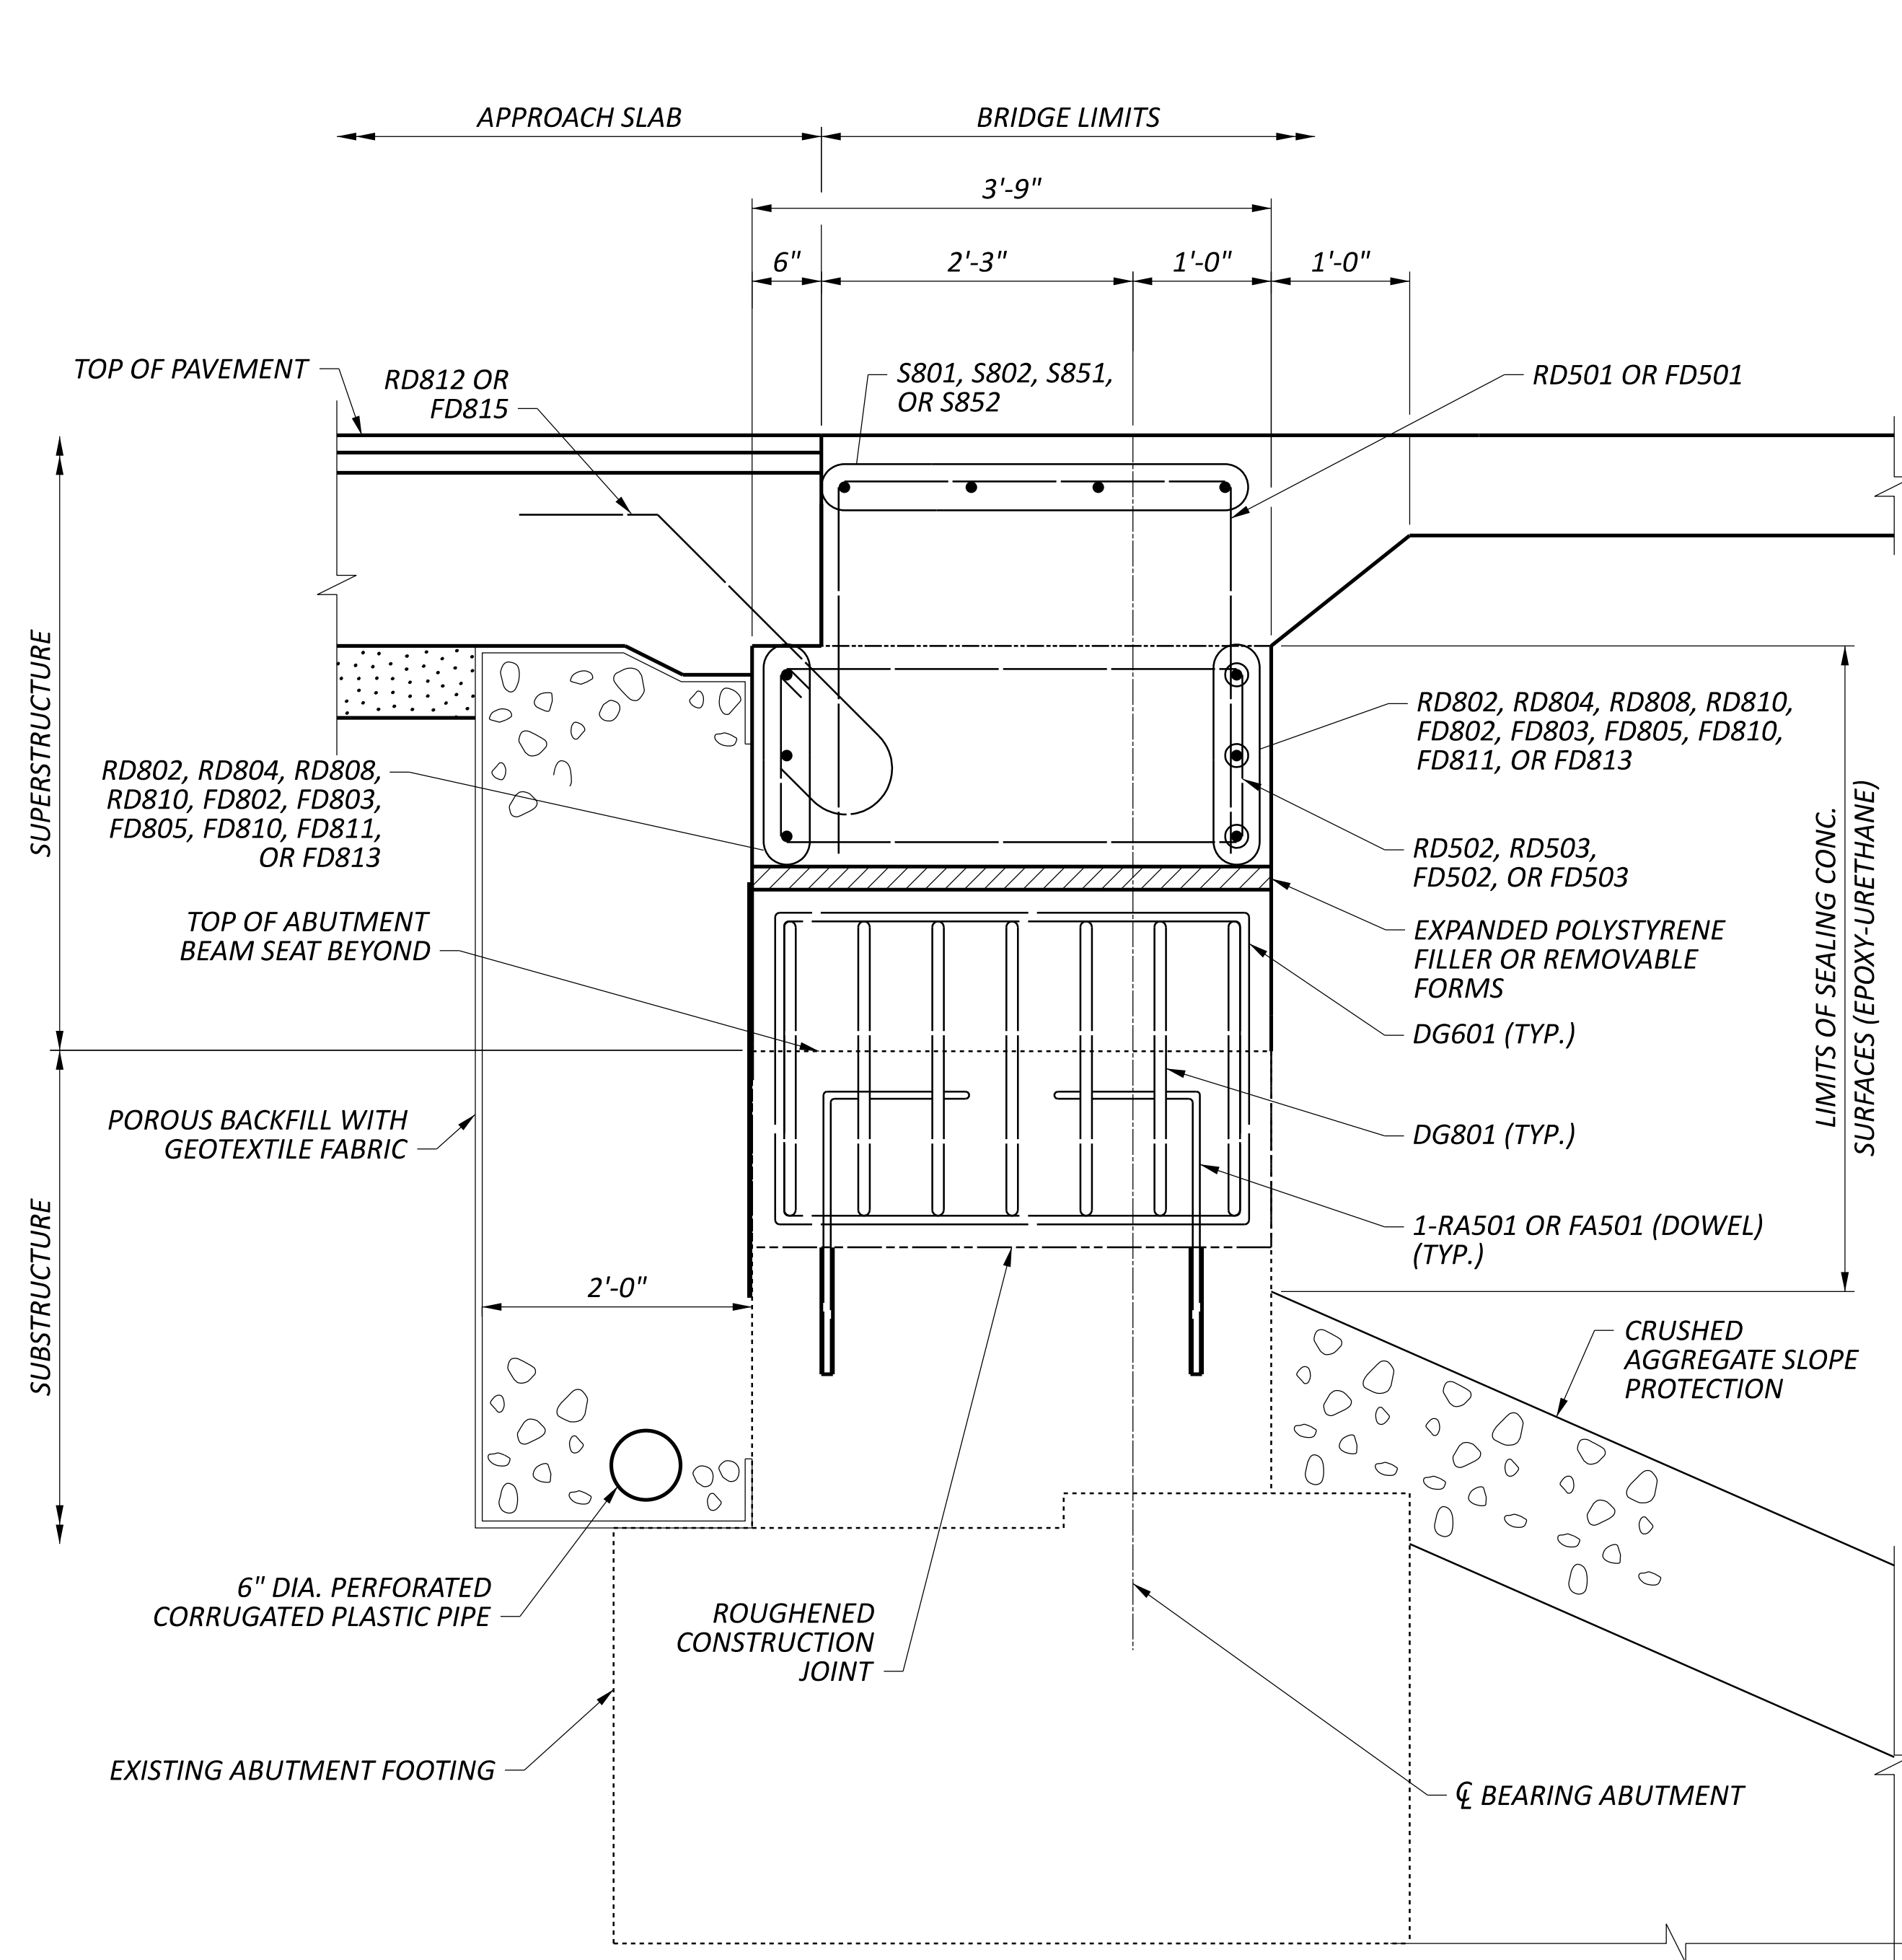 APPROACH SLAB
BRIDGE LIMITS
3'-9"
6"
2'-3"
1'-0"
1'-0"
TOP OF PAVEMENT
RD812 OR
FD815
S801, S802, S851,
OR S852
RD501 OR FD501
SUPERSTRUCTURE
RD802, RD804, RD808,
RD810, FD802, FD803,
FD805, FD810, FD811,
OR FD813
RD802, RD804, RD808, RD810,
FD802, FD803, FD805, FD810,
FD811, OR FD813
RD502, RD503,
FD502, OR FD503
LIMITS OF SEALING CONC.
SURFACES (EPOXY-URETHANE)
TOP OF ABUTMENT
BEAM SEAT BEYOND
EXPANDED POLYSTYRENE
FILLER OR REMOVABLE
FORMS
DG601 (TYP.)
POROUS BACKFILL WITH
GEOTEXTILE FABRIC
DG801 (TYP.)
1-RA501 OR FA501 (DOWEL)
(TYP.)
SUBSTRUCTURE
2'-0"
CRUSHED
AGGREGATE SLOPE
PROTECTION
6" DIA. PERFORATED
CORRUGATED PLASTIC PIPE
ROUGHENED
CONSTRUCTION
JOINT
EXISTING ABUTMENT FOOTING
℄ BEARING ABUTMENT